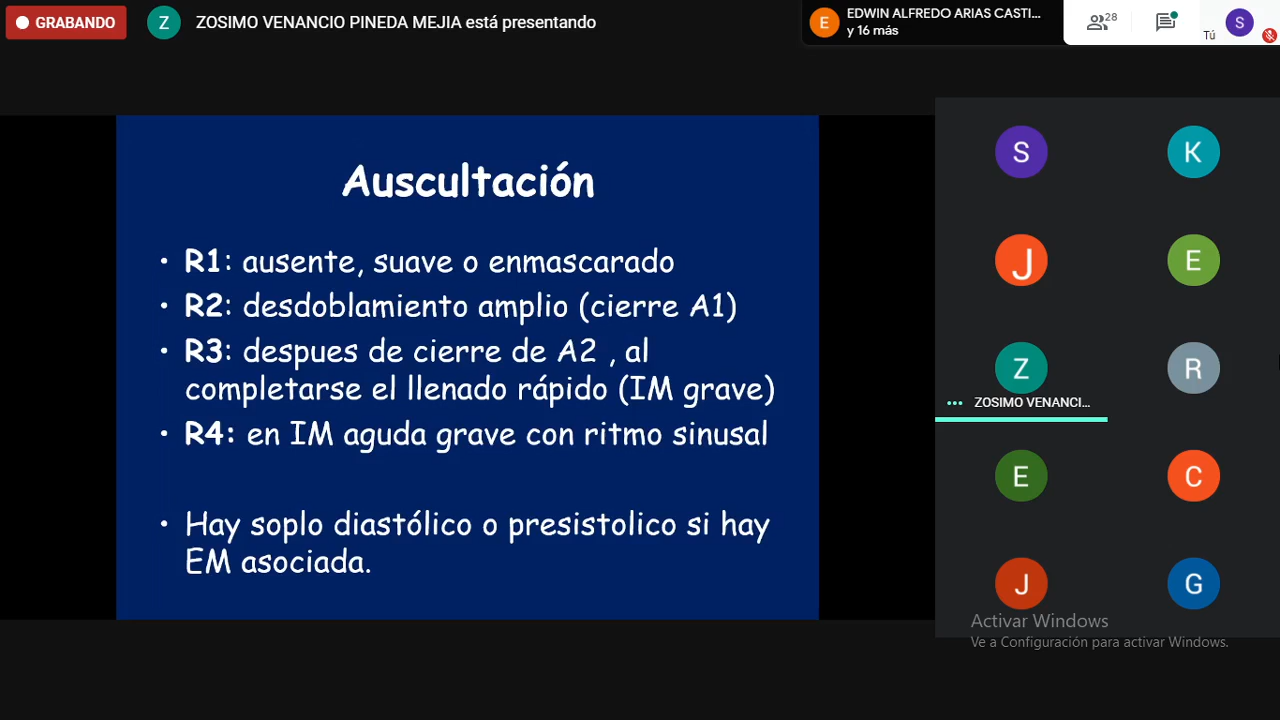 GRABANDO
Z
ZOSIMO VENANCIO PINEDA MEJIA está presentando
E
EDWIN ALFREDO ARIAS CASTI...
y 16 más
28
Tú
S
Auscultación
• R1: ausente, suave o enmascarado
• R2: desdoblamiento amplio (cierre A1)
• R3: despues de cierre de A2 , al
completarse el llenado rápido (IM grave)
• R4: en IM aguda grave con ritmo sinusal
• Hay soplo diastólico o presistolico si hay
EM asociada.
S
K
J
E
Z
R
ZOSIMO VENANCI...
E
C
J
G
Activar Windows
Ve a Configuración para activar Windows.